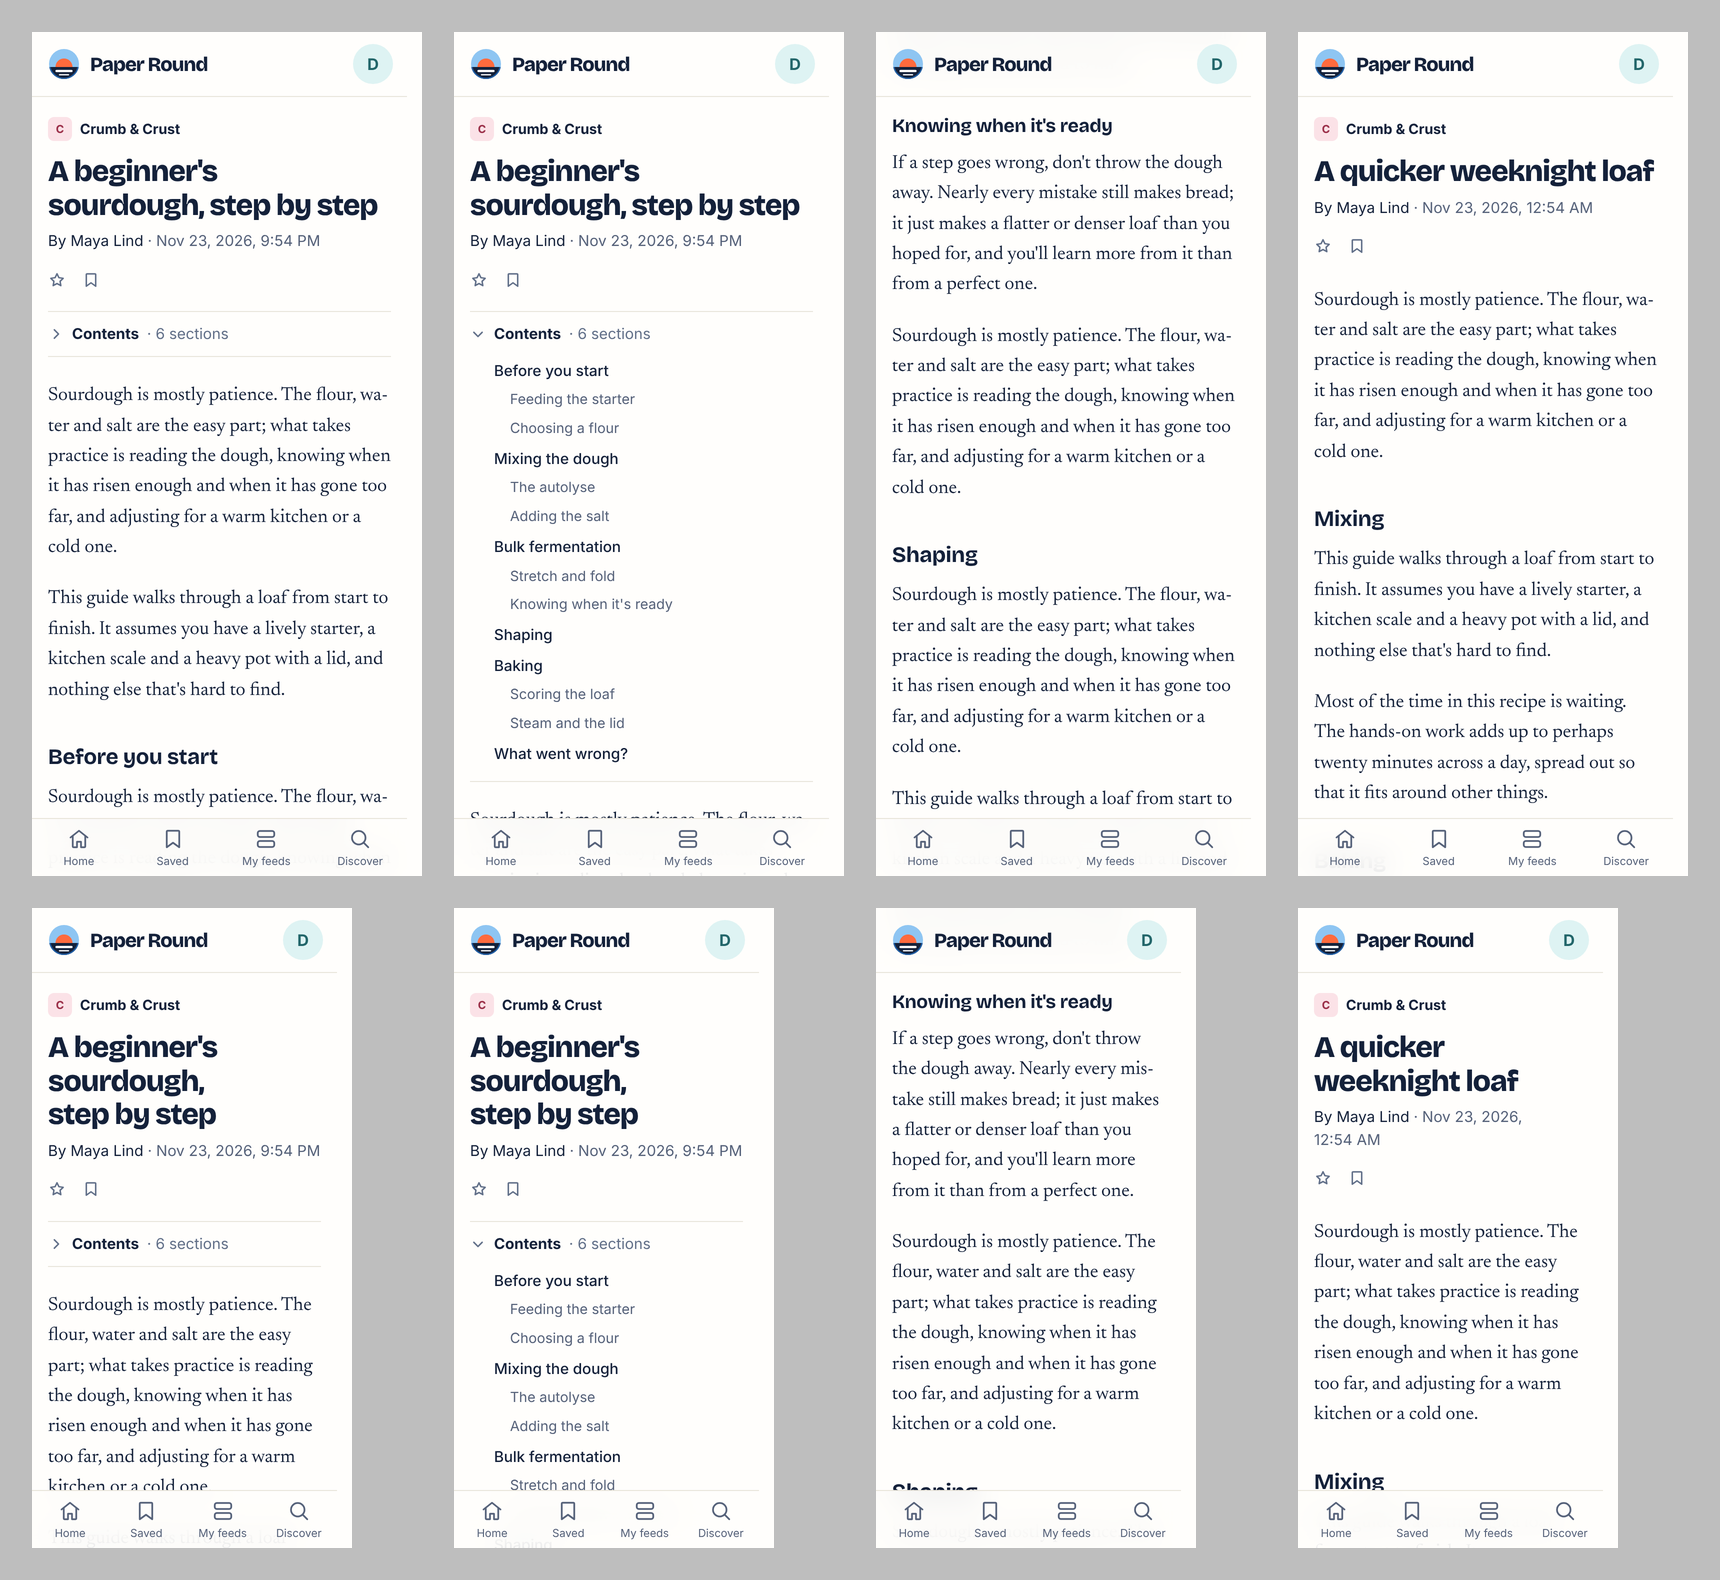 Paper Round
D
C
Crumb & Crust
A beginner's
sourdough, step by step
By Maya Lind · Nov 23, 2026, 9:54 PM
Contents · 6 sections
Sourdough is mostly patience. The flour, wa-
ter and salt are the easy part; what takes
practice is reading the dough, knowing when
it has risen enough and when it has gone too
far, and adjusting for a warm kitchen or a
cold one.
This guide walks through a loaf from start to
finish. It assumes you have a lively starter, a
kitchen scale and a heavy pot with a lid, and
nothing else that's hard to find.
Before you start
Sourdough is mostly patience. The flour, wa-
Home
Saved
My feeds
Discover
Paper Round
D
C
Crumb & Crust
A beginner's
sourdough, step by step
By Maya Lind · Nov 23, 2026, 9:54 PM
Contents · 6 sections
Before you start
Feeding the starter
Choosing a flour
Mixing the dough
The autolyse
Adding the salt
Bulk fermentation
Stretch and fold
Knowing when it's ready
Shaping
Baking
Scoring the loaf
Steam and the lid
What went wrong?
Sourdough is mostly patience. The flour, wa-
Home
Saved
My feeds
Discover
Paper Round
D
Knowing when it's ready
If a step goes wrong, don't throw the dough
away. Nearly every mistake still makes bread;
it just makes a flatter or denser loaf than you
hoped for, and you'll learn more from it than
from a perfect one.
Sourdough is mostly patience. The flour, wa-
ter and salt are the easy part; what takes
practice is reading the dough, knowing when
it has risen enough and when it has gone too
far, and adjusting for a warm kitchen or a
cold one.
Shaping
Sourdough is mostly patience. The flour, wa-
ter and salt are the easy part; what takes
practice is reading the dough, knowing when
it has risen enough and when it has gone too
far, and adjusting for a warm kitchen or a
cold one.
This guide walks through a loaf from start to
Home
Saved
My feeds
Discover
Paper Round
D
C
Crumb & Crust
A quicker weeknight loaf
By Maya Lind · Nov 23, 2026, 12:54 AM
Sourdough is mostly patience. The flour, wa-
ter and salt are the easy part; what takes
practice is reading the dough, knowing when
it has risen enough and when it has gone too
far, and adjusting for a warm kitchen or a
cold one.
Mixing
This guide walks through a loaf from start to
finish. It assumes you have a lively starter, a
kitchen scale and a heavy pot with a lid, and
nothing else that's hard to find.
Most of the time in this recipe is waiting.
The hands-on work adds up to perhaps
twenty minutes across a day, spread out so
that it fits around other things.
Home
Saved
My feeds
Discover
Paper Round
D
C
Crumb & Crust
A beginner's
sourdough,
step by step
By Maya Lind · Nov 23, 2026, 9:54 PM
Contents · 6 sections
Sourdough is mostly patience. The
flour, water and salt are the easy
part; what takes practice is reading
the dough, knowing when it has
risen enough and when it has gone
too far, and adjusting for a warm
kitchen or a cold one.
This guide walks through a loaf
Home
Saved
My feeds
Discover
Paper Round
D
C
Crumb & Crust
A beginner's
sourdough,
step by step
By Maya Lind · Nov 23, 2026, 9:54 PM
Contents · 6 sections
Before you start
Feeding the starter
Choosing a flour
Mixing the dough
The autolyse
Adding the salt
Bulk fermentation
Stretch and fold
Shaping
Home
Saved
My feeds
Discover
Paper Round
D
Knowing when it's ready
If a step goes wrong, don't throw
the dough away. Nearly every mis-
take still makes bread; it just makes
a flatter or denser loaf than you
hoped for, and you'll learn more
from it than from a perfect one.
Sourdough is mostly patience. The
flour, water and salt are the easy
part; what takes practice is reading
the dough, knowing when it has
risen enough and when it has gone
too far, and adjusting for a warm
kitchen or a cold one.
Shaping
Home
Saved
My feeds
Discover
Paper Round
D
C
Crumb & Crust
A quicker
weeknight loaf
By Maya Lind · Nov 23, 2026,
12:54 AM
Sourdough is mostly patience. The
flour, water and salt are the easy
part; what takes practice is reading
the dough, knowing when it has
risen enough and when it has gone
too far, and adjusting for a warm
kitchen or a cold one.
Mixing
Home
Saved
My feeds
Discover